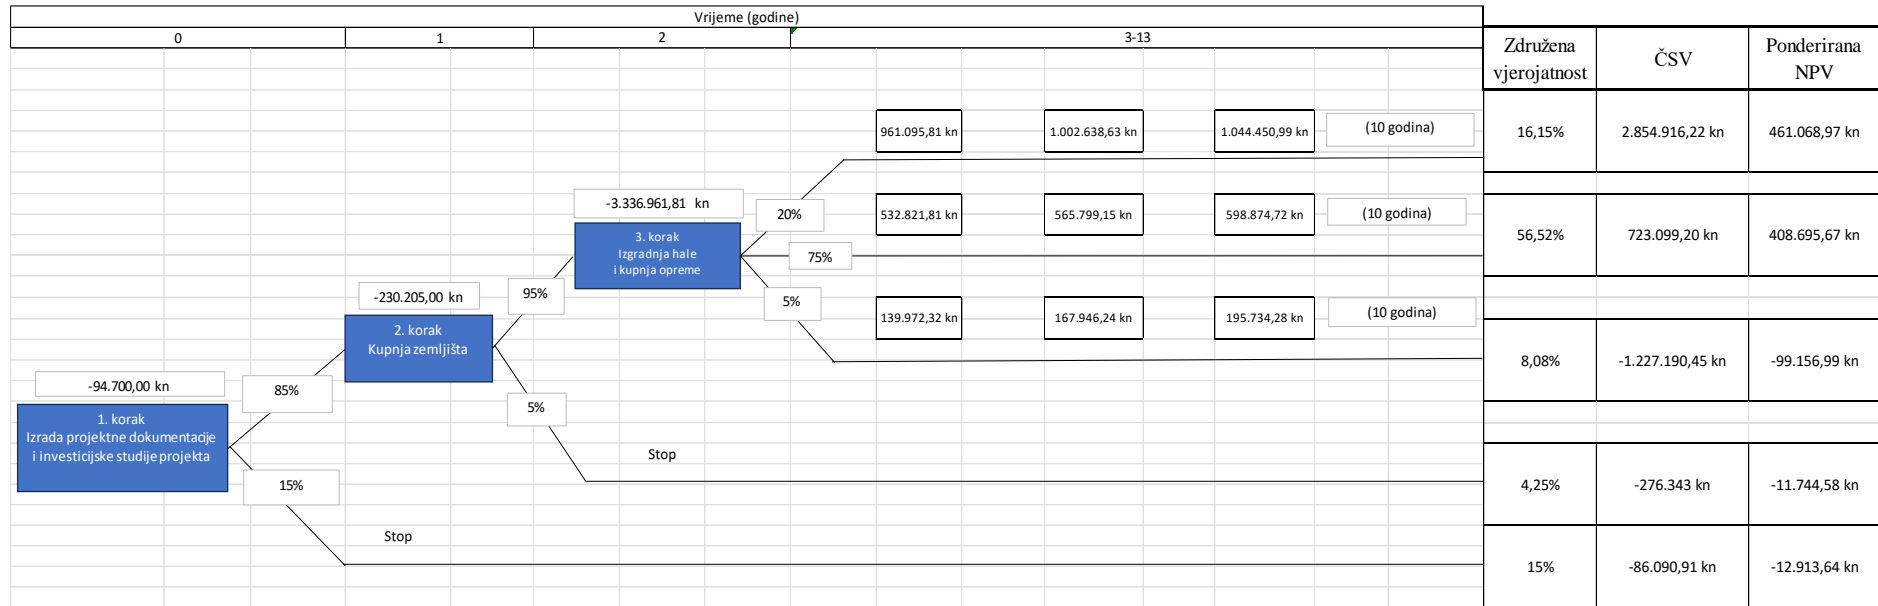 Vrijeme (godine)
0 1 2 3-13
Združena vjerojatnost ČSV Ponderirana NPV
961.095,81 kn 1.002.638,63 kn 1.044.450,99 kn (10 godina)
16,15% 2.854.916,22 kn 461.068,97 kn
-3.336.961,81 kn
20%
532.821,81 kn 565.799,15 kn 598.874,72 kn (10 godina)
3. korak
Izgradnja hale
i kupnja opreme
75%
56,52% 723.099,20 kn 408.695,67 kn
-230.205,00 kn
95%
5%
139.972,32 kn 167.946,24 kn 195.734,28 kn (10 godina)
2. korak
Kupnja zemljišta
8,08% -1.227.190,45 kn -99.156,99 kn
-94.700,00 kn
85%
5%
1. korak
Izrada projektne dokumentacije
i investicijske studije projekta
Stop
15%
4,25% -276.343 kn -11.744,58 kn
Stop
15% -86.090,91 kn -12.913,64 kn